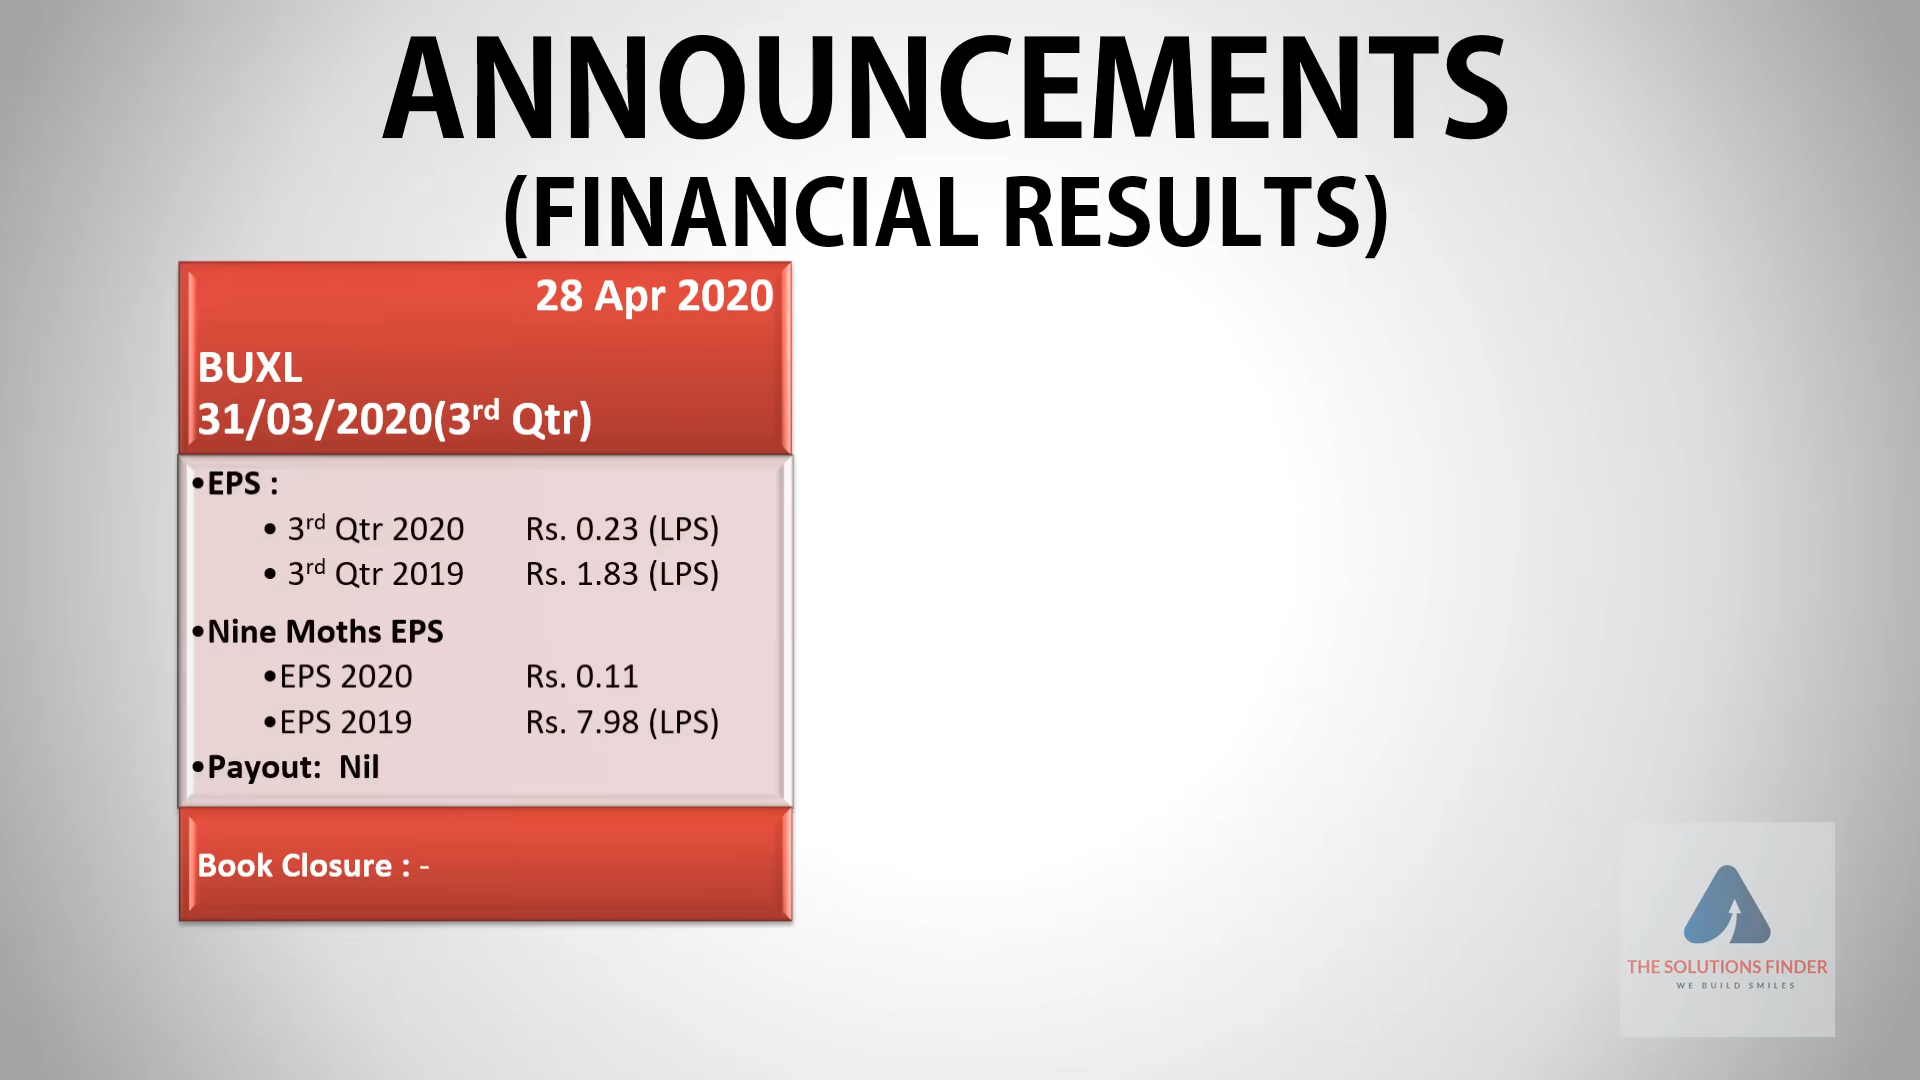 ANNOUNCEMENTS
(FINANCIAL RESULTS)
28 Apr 2020
BUXL
31/03/2020(3rd Qtr)
•EPS :
• 3rd Qtr 2020 Rs. 0.23 (LPS)
• 3rd Qtr 2019 Rs. 1.83 (LPS)
•Nine Moths EPS
•EPS 2020 Rs. 0.11
•EPS 2019 Rs. 7.98 (LPS)
•Payout: Nil
Book Closure : -
THE SOLUTIONS FINDER
WE BUILD SMILES